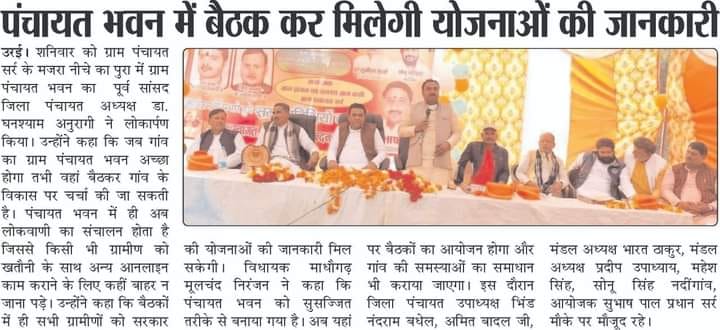 पंचायत भवन में बैठक कर मिलेगी योजनाओं की जानकारी
उरई। शनिवार को ग्राम पंचायत
सर्र के मजरा नीचे का पुरा में ग्राम
पंचायत भवन का पूर्व सांसद
जिला पंचायत अध्यक्ष डा.
घनश्याम अनुरागी ने लोकार्पण
किया। उन्होंने कहा कि जब गांव
का ग्राम पंचायत भवन अच्छा
होगा तभी वहां बैठकर गांव के
विकास पर चर्चा की जा सकती
है। पंचायत भवन में ही अब
लोकवाणी का संचालन होता है
जिससे किसी भी ग्रामीण को
खतौनी के साथ अन्य आनलाइन
काम कराने के लिए कहीं बाहर न
जाना पड़े। उन्होंने कहा कि बैठकों
में ही सभी ग्रामीणों को सरकार
की योजनाओं की जानकारी मिल
सकेगी। विधायक माधौगढ़
मूलचंद निरंजन ने कहा कि
पंचायत भवन को सुसज्जित
तरीके से बनाया गया है। अब यहां
पर बैठकों का आयोजन होगा और
गांव की समस्याओं का समाधान
भी कराया जाएगा। इस दौरान
जिला पंचायत उपाध्यक्ष भिंड
नंदराम बघेल, अमित बादल जी,
मंडल अध्यक्ष भारत ठाकुर, मंडल
अध्यक्ष प्रदीप उपाध्याय, महेश
सिंह, सोनू सिंह नदींगांव,
आयोजक सुभाष पाल प्रधान सर्र
मौके पर मौजूद रहे।